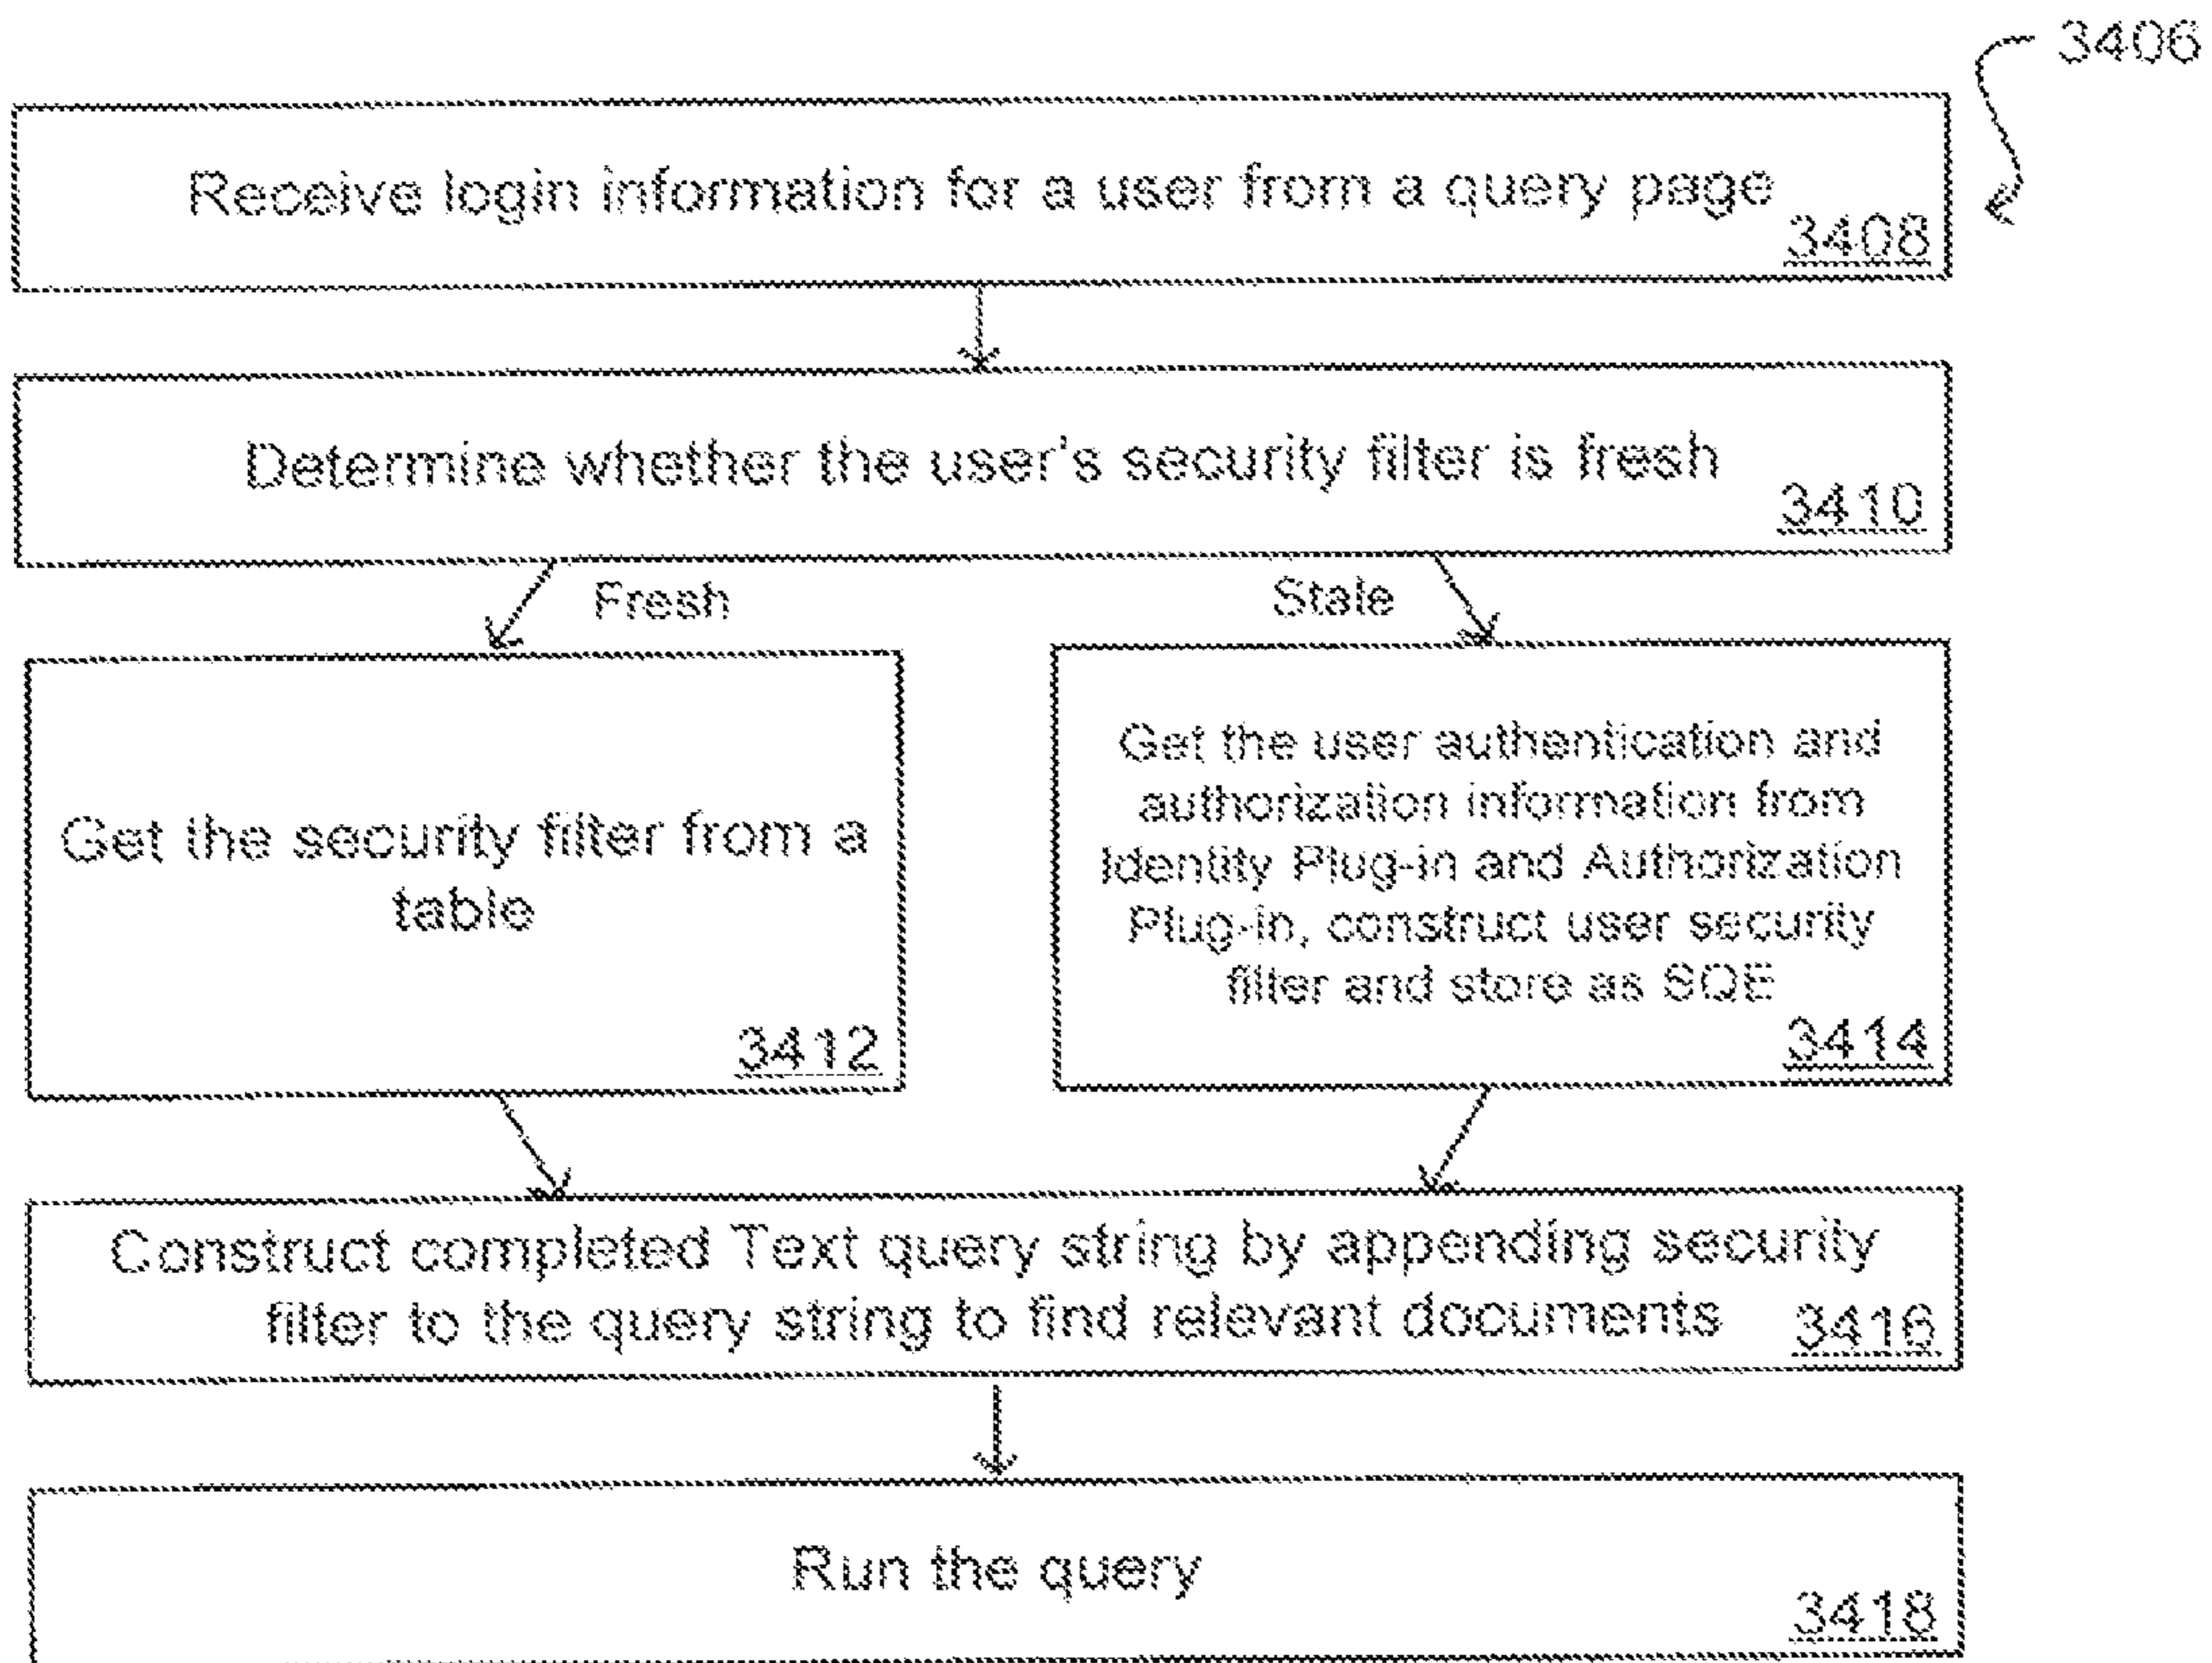 3406
Receive login information for a user from a query page
3408
Determine whether the user's security filter is fresh
3410
Fresh
Stale
Get the security filter from a
table
3412
Get the user authentication and
authorization information from
Identity Plug-in and Authorization
Plug-in, construct user security
filter and store as SQE
3414
Construct completed Text query string by appending security
filter to the query string to find relevant documents
3416
Run the query
3418